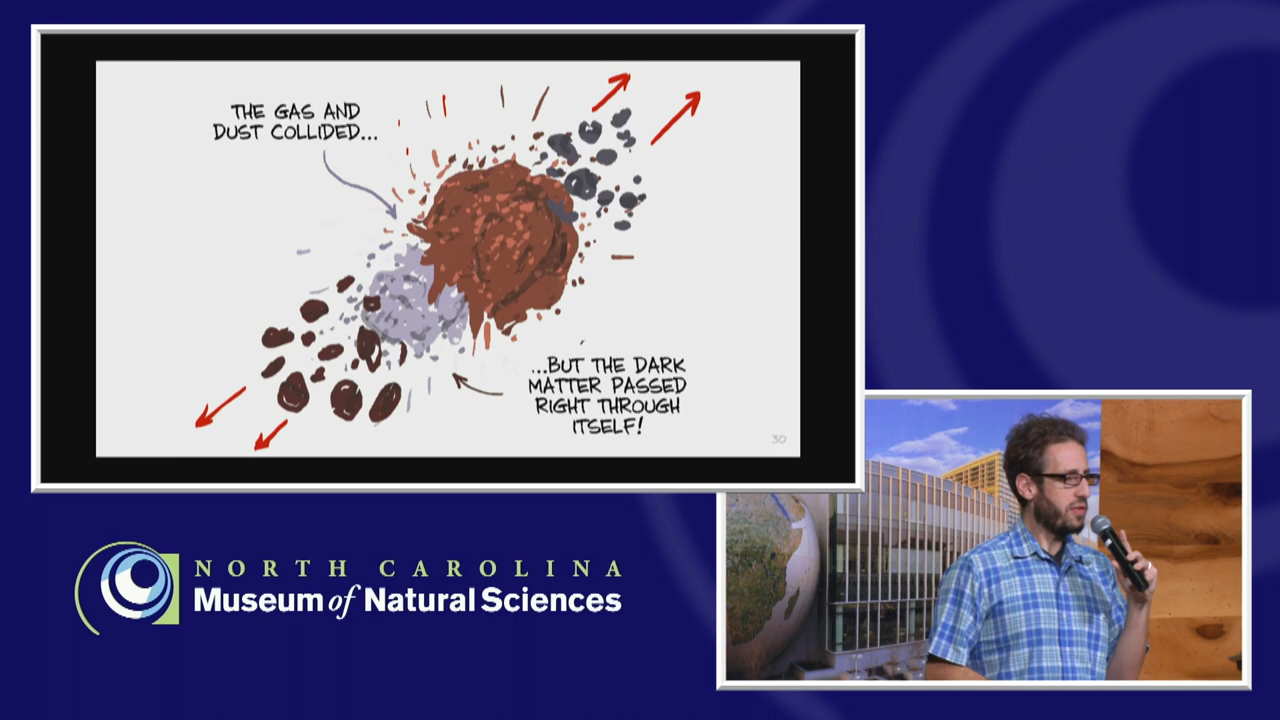 THE GAS AND
DUST COLLIDED...
...BUT THE DARK
MATTER PASSED
RIGHT THROUGH
ITSELF!
30
NORTH CAROLINA
Museum of Natural Sciences